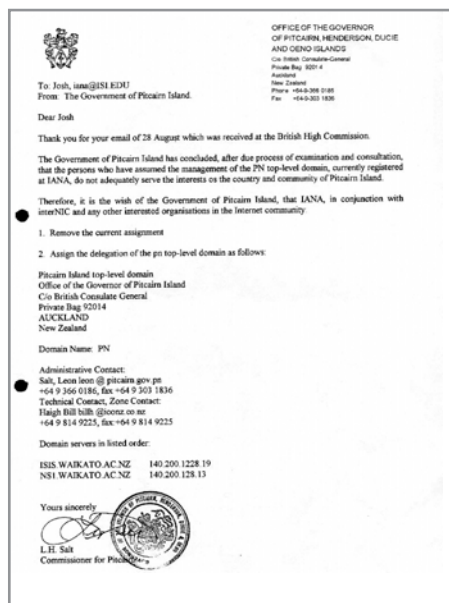 OFFICE OF THE GOVERNOR
OF PITCAIRN, HENDERSON, DUCIE
AND OENO ISLANDS
C/o British Consulate-General
Private Bag 92014
Auckland
New Zealand
Phone +64-9-366 0186
Fax +64-9-303 1836
To: Josh, iana@ISI.EDU
From: The Government of Pitcairn Island.
Dear Josh
Thank you for your email of 28 August which was received at the British High Commission.
The Government of Pitcairn Island has concluded, after due process of examination and consultation,
that the persons who have assumed the management of the PN top-level domain, currently registered
at IANA, do not adequately serve the interests os the country and community of Pitcairn Island.
Therefore, it is the wish of the Government of Pitcairn Island, that IANA, in conjunction with
interNIC and any other interested organisations in the Internet community
1. Remove the current assignment
2. Assign the delegation of the pn top-level domain as follows:
Pitcairn Island top-level domain
Office of the Governor of Pitcairn Island
C/o British Consulate General
Private Bag 92014
AUCKLAND
New Zealand
Domain Name: PN
Administrative Contact:
Salt, Leon leon @ pitcairn.gov.pn
+64 9 366 0186, fax +64 9 303 1836
Technical Contact, Zone Contact:
Haigh Bill billh @iconz.co.nz
+64 9 814 9225, fax +64 9 814 9225
Domain servers in listed order:
ISIS.WAIKATO.AC.NZ 140.200.1228.19
NS1.WAIKATO.AC.NZ 140.200.128.13
Yours sincerely
L.H. Salt
Commissioner for